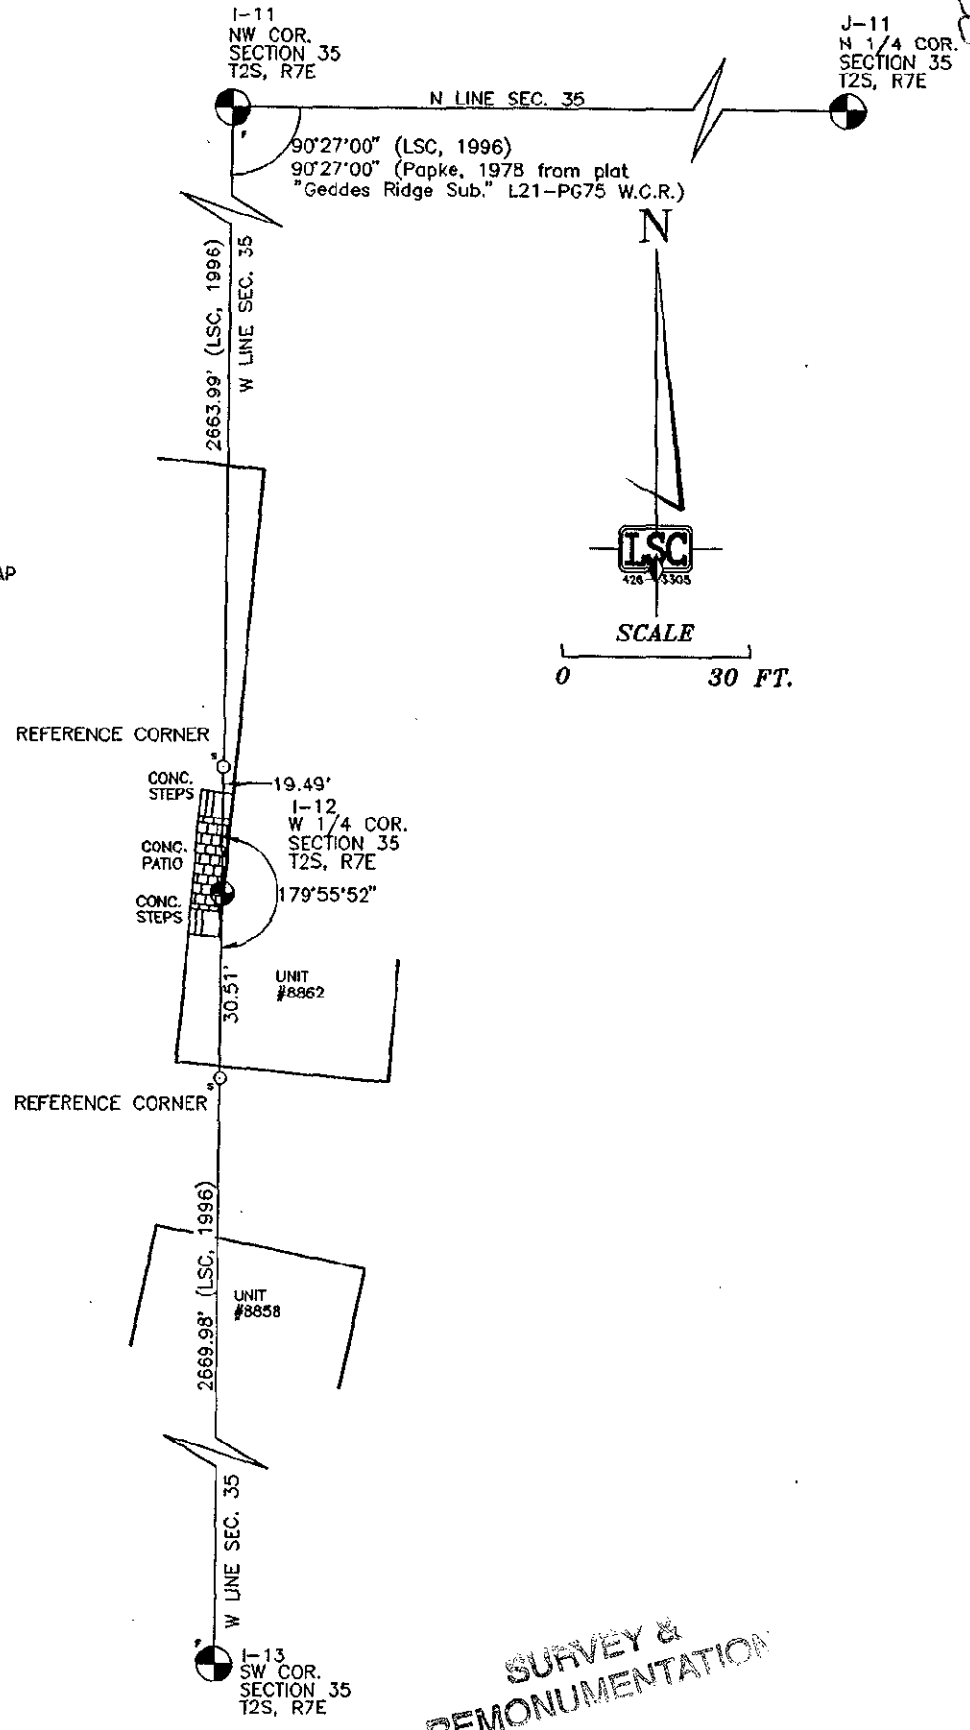 I-11
NW COR.
SECTION 35
T2S, R7E
J-11
N 1/4 COR.
SECTION 35
T2S, R7E
N LINE SEC. 35
90°27'00" (LSC, 1996)
90°27'00" (Papke, 1978 from plat
"Geddes Ridge Sub." L21-PG75 W.C.R.)
N
2663.99' (LSC, 1996)
W LINE SEC. 35
LSC
426-3305
SCALE
0 30 FT.
AP
REFERENCE CORNER
CONC.
STEPS
19.49'
I-12
W 1/4 COR.
SECTION 35
T2S, R7E
CONC.
PATIO
179°55'52"
CONC.
STEPS
30.51'
UNIT
#8862
REFERENCE CORNER
2669.98' (LSC, 1996)
UNIT
#8858
W LINE SEC. 35
I-13
SW COR.
SECTION 35
T2S, R7E
SURVEY &
REMONUMENTATION